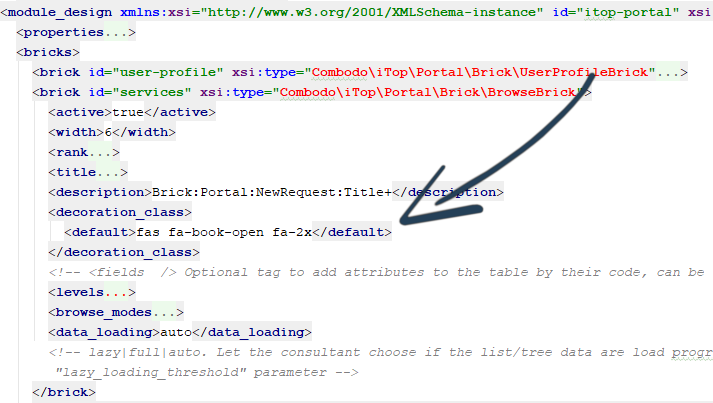 <module_design xmlns:xsi="http://www.w3.org/2001/XMLSchema-instance" id="itop-portal" xsi
<properties...>
<bricks>
<brick id="user-profile" xsi:type="Combodo\iTop\Portal\Brick\UserProfileBrick"...>
<brick id="services" xsi:type="Combodo\iTop\Portal\Brick\BrowseBrick">
<active>true</active>
<width>6</width>
<rank...>
<title...>
<description>Brick:Portal:NewRequest:Title+</description>
<decoration_class>
<default>fas fa-book-open fa-2x</default>
</decoration_class>
<!-- <fields  /> Optional tag to add attributes to the table by their code, can be
<levels...>
<browse_modes...>
<data_loading>auto</data_loading>
<!-- lazy|full|auto. Let the consultant choose if the list/tree data are load progr
"lazy_loading_threshold" parameter -->
</brick>